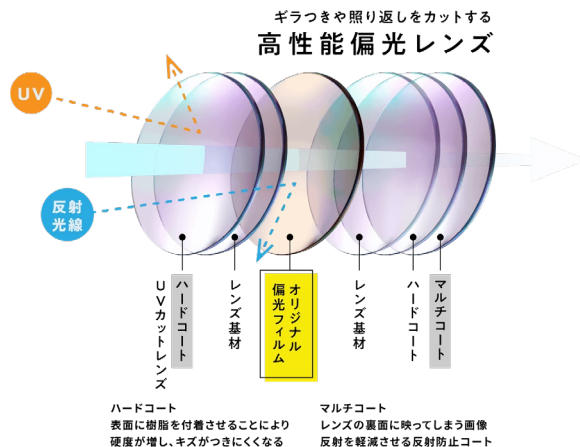 ギラつきや照り返しをカットする
高性能偏光レンズ
UV
反射
光線
UVカットレンズ
ハードコート
レンズ基材
オリジナル
偏光フィルム
レンズ基材
ハードコート
マルチコート
ハードコート
表面に樹脂を付着させることにより
硬度が増し、キズがつきにくくなる
マルチコート
レンズの裏面に映ってしまう画像
反射を軽減させる反射防止コート